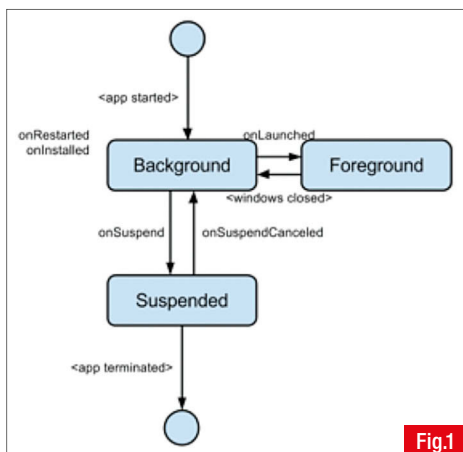 <app started>
onRestarted
onInstalled
onLaunched
Background
Foreground
<windows closed>
onSuspend
onSuspendCanceled
Suspended
<app terminated>
Fig.1